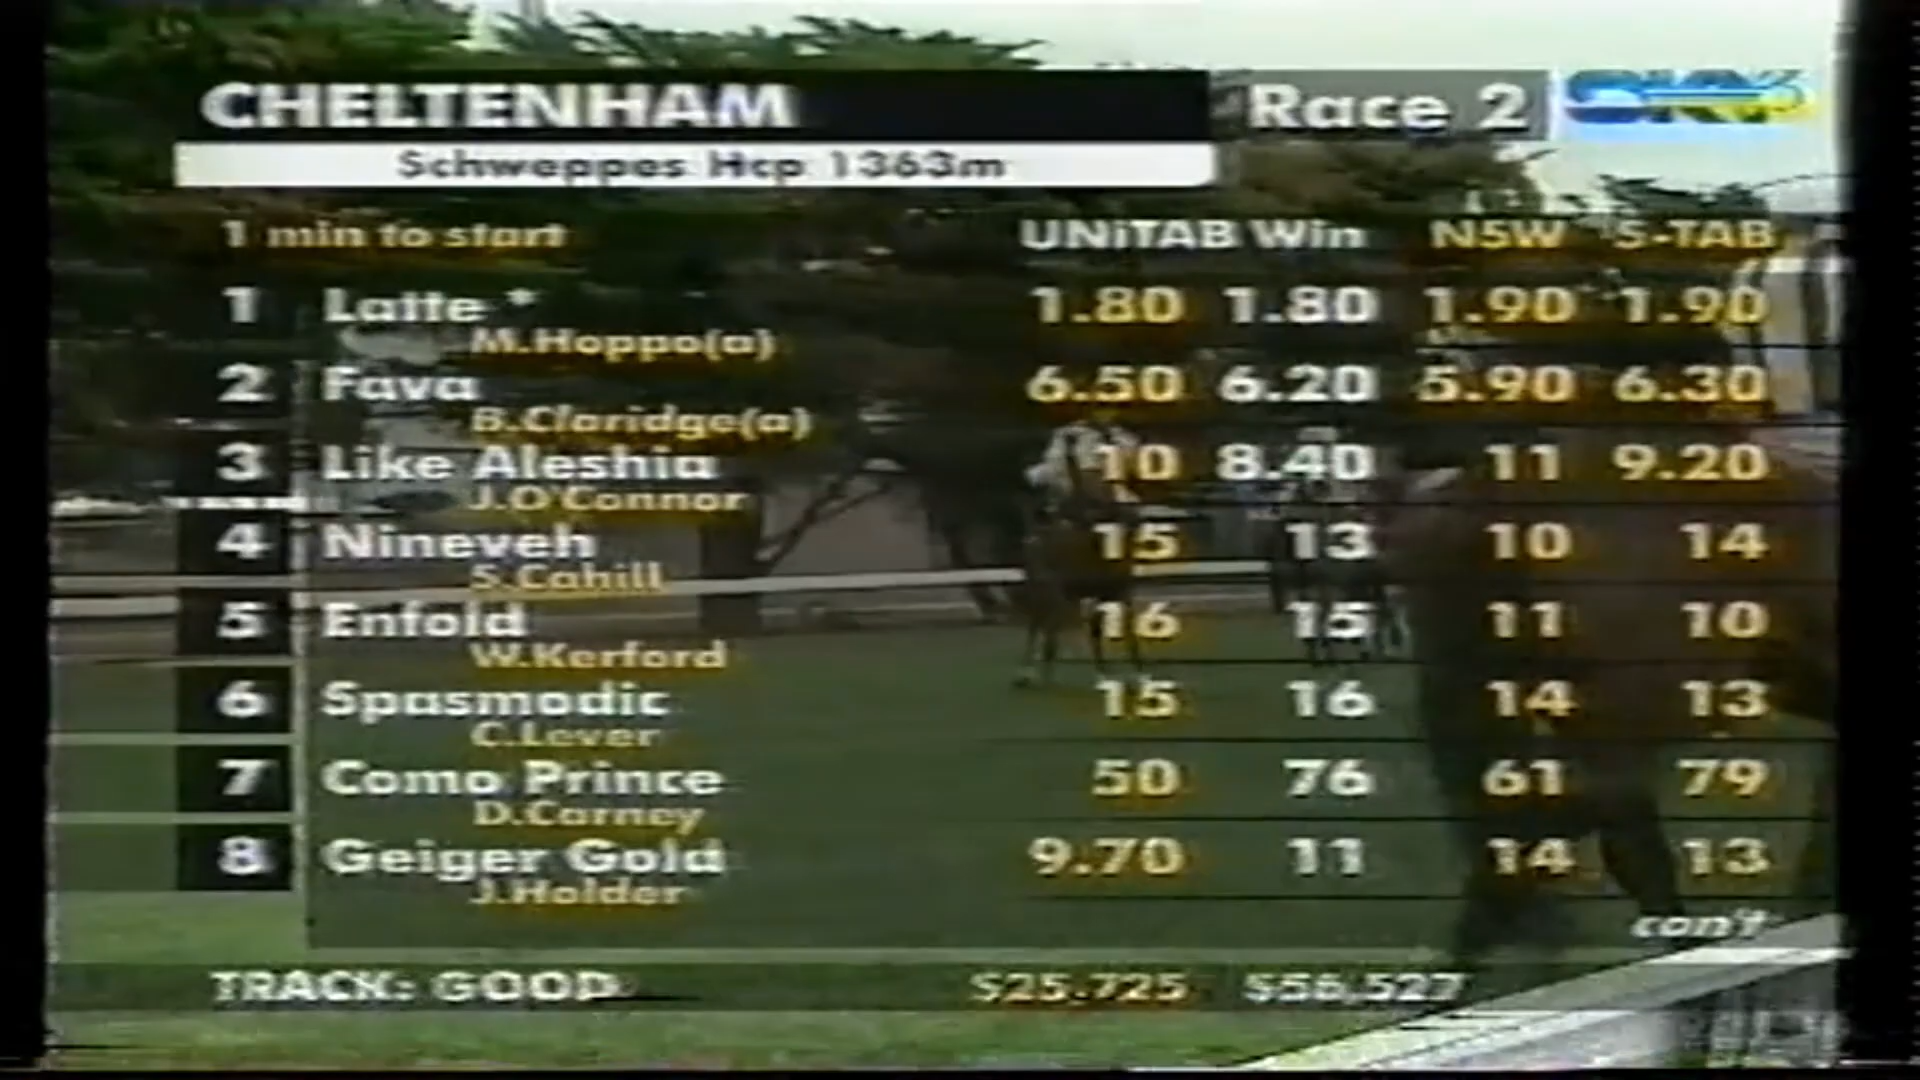 CHELTENHAM Race 2 SKY
Schweppes Hcp 1363m
1 min to start UNiTAB Win NSW S-TAB
1 Latte * 1.80 1.80 1.90 1.90
M.Hoppo(a)
2 Fava 6.50 6.20 5.90 6.30
B.Claridge(a)
3 Like Aleshia 10 8.40 11 9.20
J.O'Connor
4 Nineveh 15 13 10 14
S.Cahill
5 Enfold 16 15 11 10
W.Kerford
6 Spasmodic 15 16 14 13
C.Lever
7 Como Prince 50 76 61 79
D.Carney
8 Geiger Gold 9.70 11 14 13
J.Holder
con't
TRACK: GOOD $25,725 $56,527